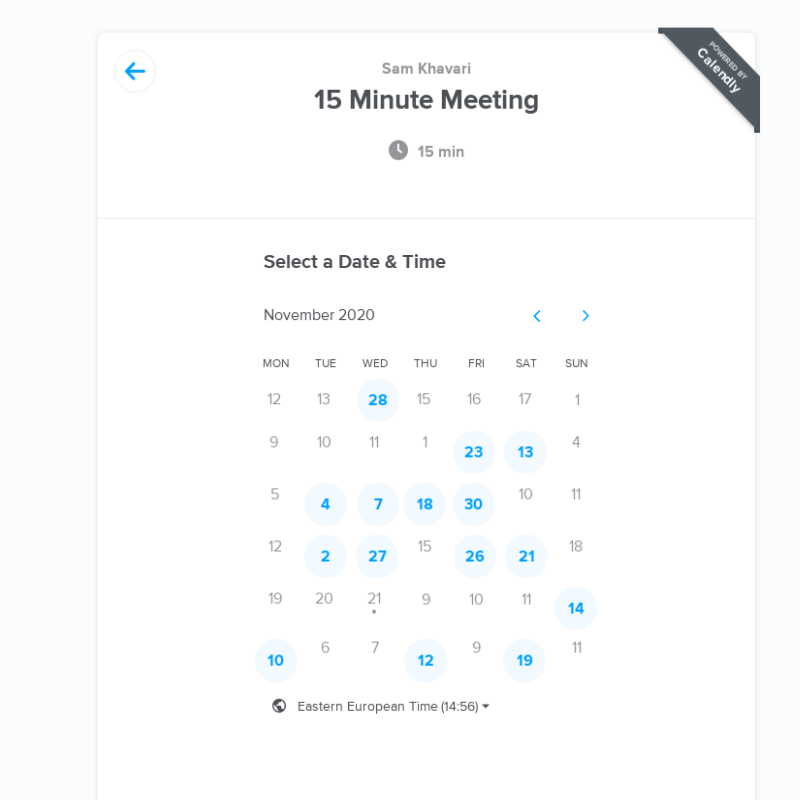 Sam Khavari
POWERED BY
Calendly
15 Minute Meeting
15 min
Select a Date & Time
November 2020
MON TUE WED THU FRI SAT SUN
12 13 28 15 16 17 1
9 10 11 1 23 13 4
5 4 7 18 30 10 11
12 2 27 15 26 21 18
19 20 21 9 10 11 14
10 6 7 12 9 19 11
Eastern European Time (14:56)